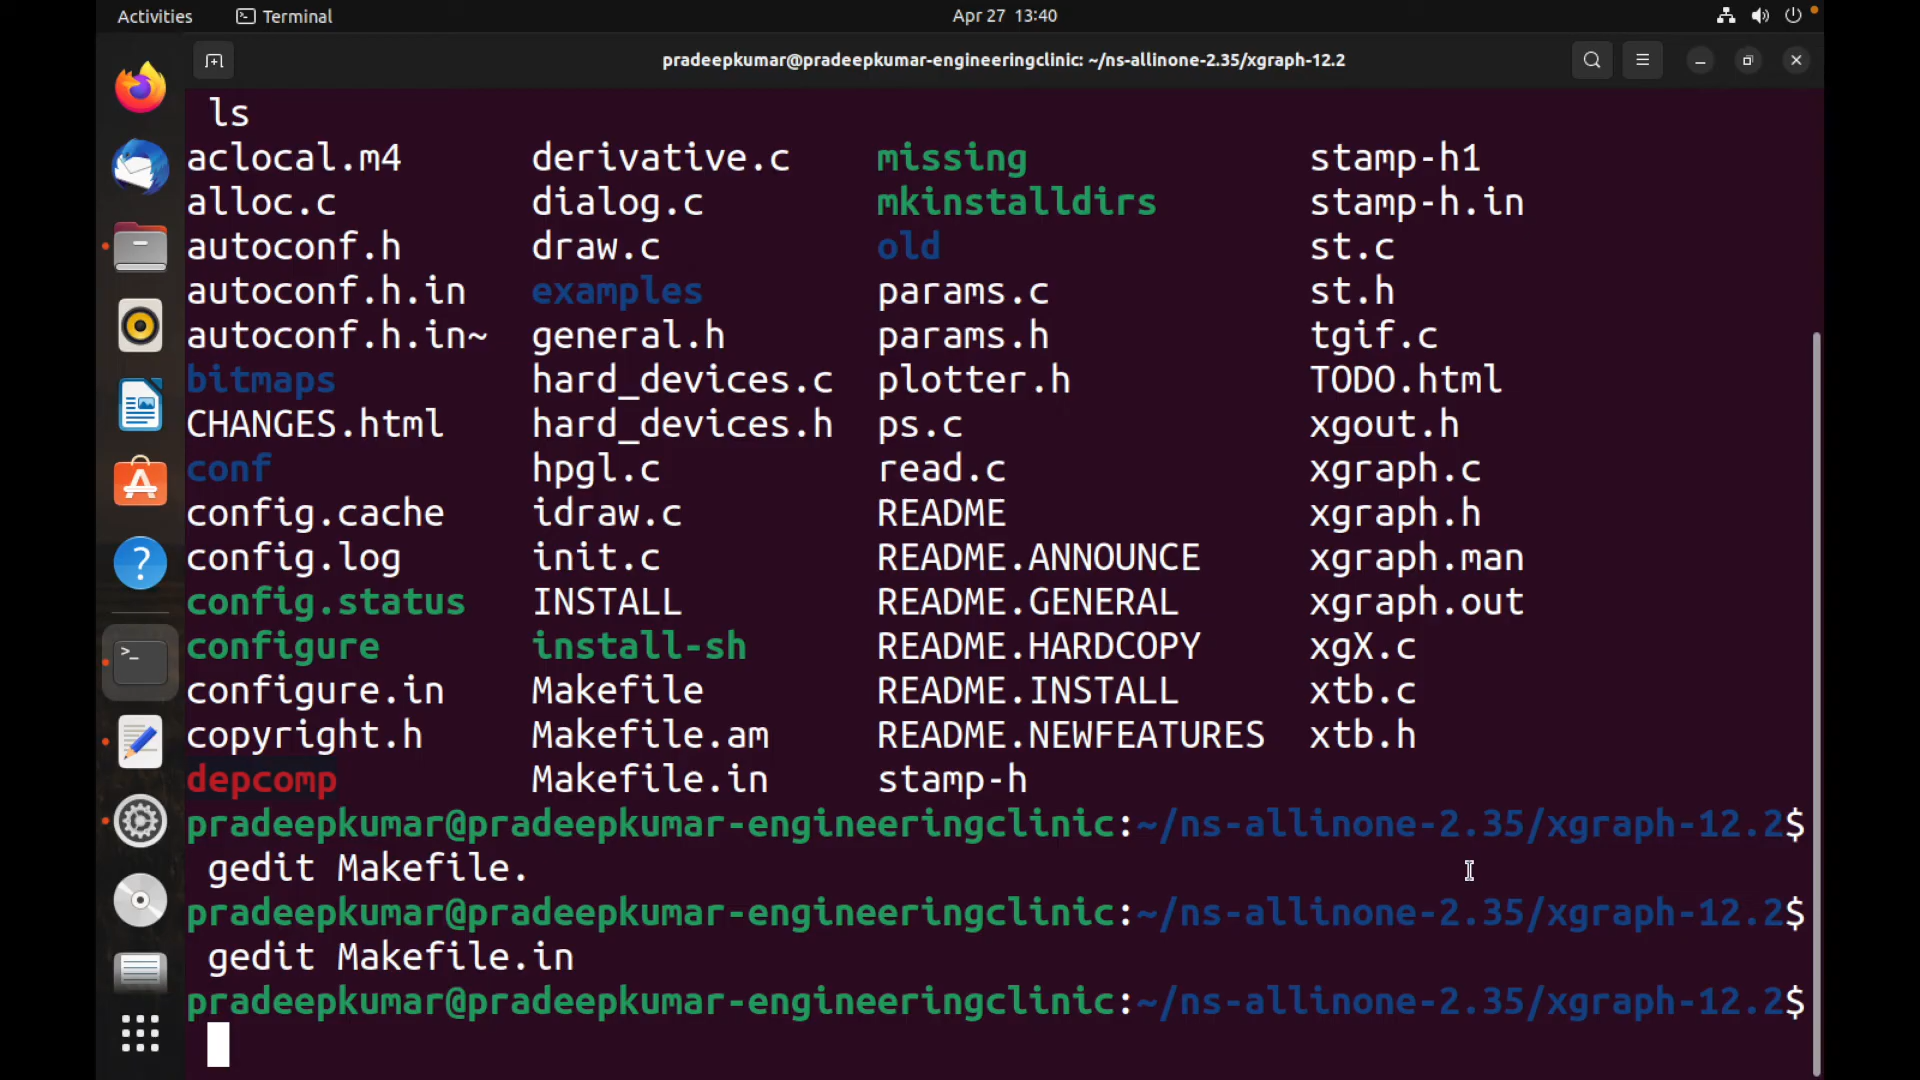 Activities Terminal Apr 27 13:40
pradeepkumar@pradeepkumar-engineeringclinic: ~/ns-allinone-2.35/xgraph-12.2
ls
aclocal.m4 derivative.c missing stamp-h1
alloc.c dialog.c mkinstalldirs stamp-h.in
autoconf.h draw.c old st.c
autoconf.h.in examples params.c st.h
autoconf.h.in~ general.h params.h tgif.c
bitmaps hard_devices.c plotter.h TODO.html
CHANGES.html hard_devices.h ps.c xgout.h
conf hpgl.c read.c xgraph.c
config.cache idraw.c README xgraph.h
config.log init.c README.ANNOUNCE xgraph.man
config.status INSTALL README.GENERAL xgraph.out
configure install-sh README.HARDCOPY xgX.c
configure.in Makefile README.INSTALL xtb.c
copyright.h Makefile.am README.NEWFEATURES xtb.h
depcomp Makefile.in stamp-h
pradeepkumar@pradeepkumar-engineeringclinic:~/ns-allinone-2.35/xgraph-12.2$
gedit Makefile.
pradeepkumar@pradeepkumar-engineeringclinic:~/ns-allinone-2.35/xgraph-12.2$
gedit Makefile.in
pradeepkumar@pradeepkumar-engineeringclinic:~/ns-allinone-2.35/xgraph-12.2$